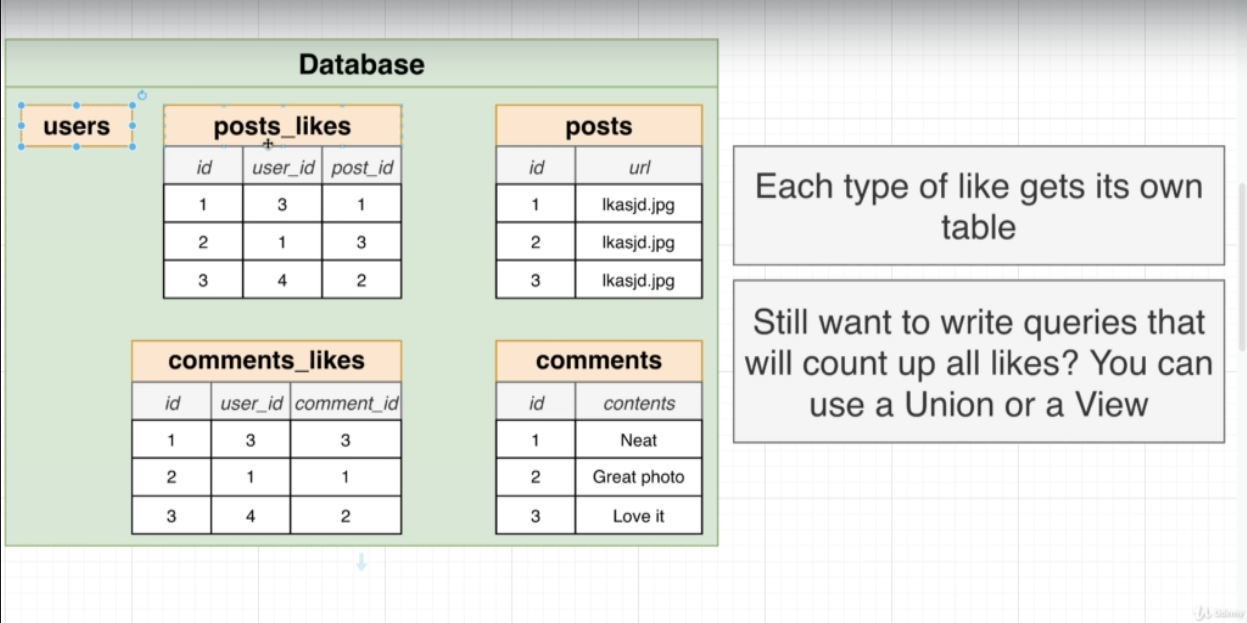 Database
users
posts_likes
id user_id post_id
1 3 1
2 1 3
3 4 2
posts
id url
1 lkasjd.jpg
2 lkasjd.jpg
3 lkasjd.jpg
comments_likes
id user_id comment_id
1 3 3
2 1 1
3 4 2
comments
id contents
1 Neat
2 Great photo
3 Love it
Each type of like gets its own
table
Still want to write queries that
will count up all likes? You can
use a Union or a View
Udemy